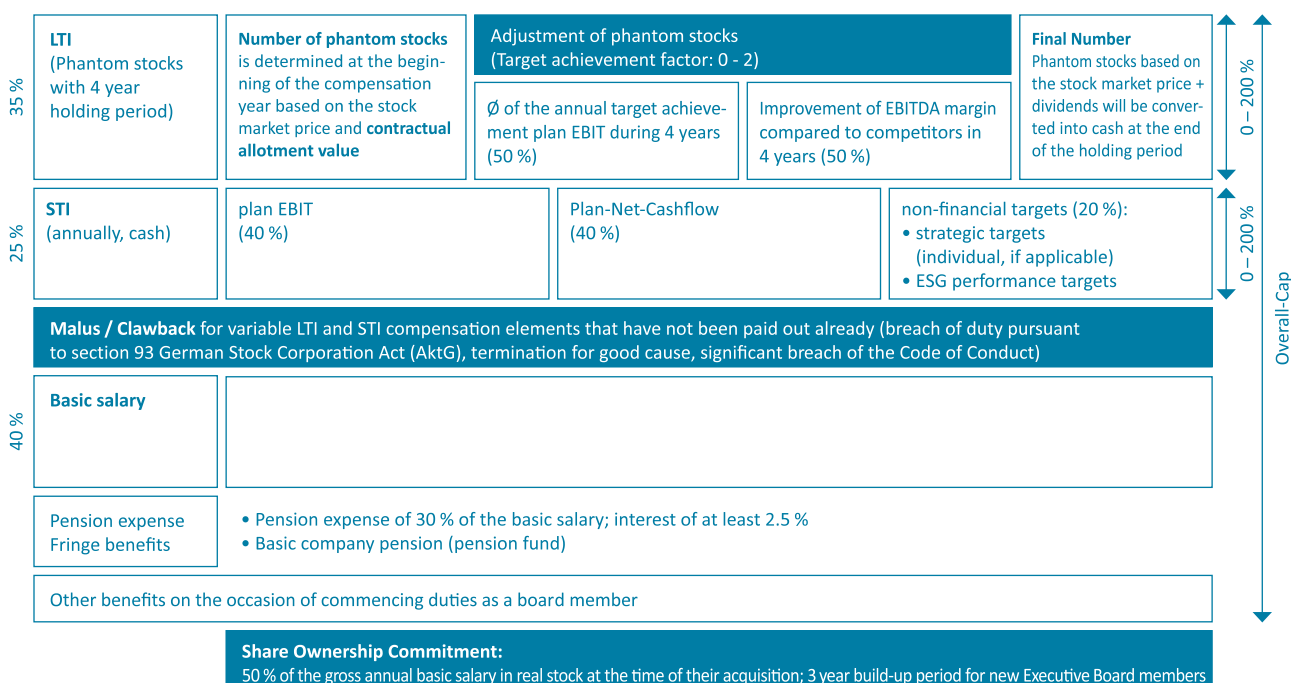 35 %
LTI
(Phantom stocks
with 4 year
holding period)
Number of phantom stocks
is determined at the begin-
ning of the compensation
year based on the stock
market price and contractual
allotment value
Adjustment of phantom stocks
(Target achievement factor: 0 - 2)
Ø of the annual target achieve-
ment plan EBIT during 4 years
(50 %)
Improvement of EBITDA margin
compared to competitors in
4 years (50 %)
Final Number
Phantom stocks based on
the stock market price +
dividends will be conver-
ted into cash at the end
of the holding period
0 – 200 %
25 %
STI
(annually, cash)
plan EBIT
(40 %)
Plan-Net-Cashflow
(40 %)
non-financial targets (20 %):
• strategic targets
(individual, if applicable)
• ESG performance targets
0 – 200 %
Overall-Cap
Malus / Clawback for variable LTI and STI compensation elements that have not been paid out already (breach of duty pursuant
to section 93 German Stock Corporation Act (AktG), termination for good cause, significant breach of the Code of Conduct)
40 %
Basic salary
Pension expense
Fringe benefits
• Pension expense of 30 % of the basic salary; interest of at least 2.5 %
• Basic company pension (pension fund)
Other benefits on the occasion of commencing duties as a board member
Share Ownership Commitment:
50 % of the gross annual basic salary in real stock at the time of their acquisition; 3 year build-up period for new Executive Board members